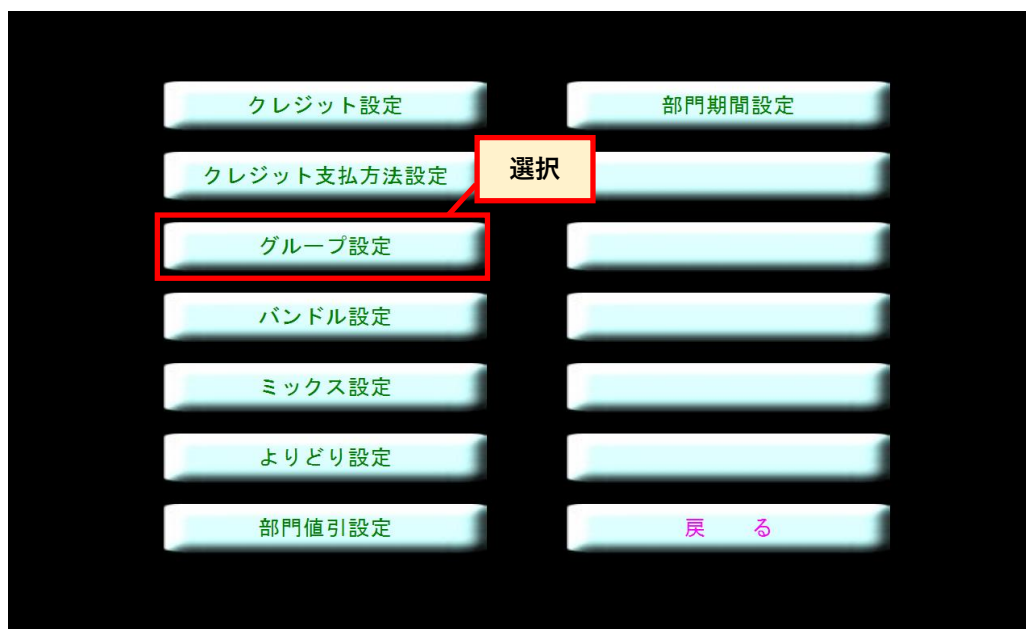 クレジット設定
部門期間設定
クレジット支払方法設定
選択
グループ設定
バンドル設定
ミックス設定
よりどり設定
部門値引設定
戻　る